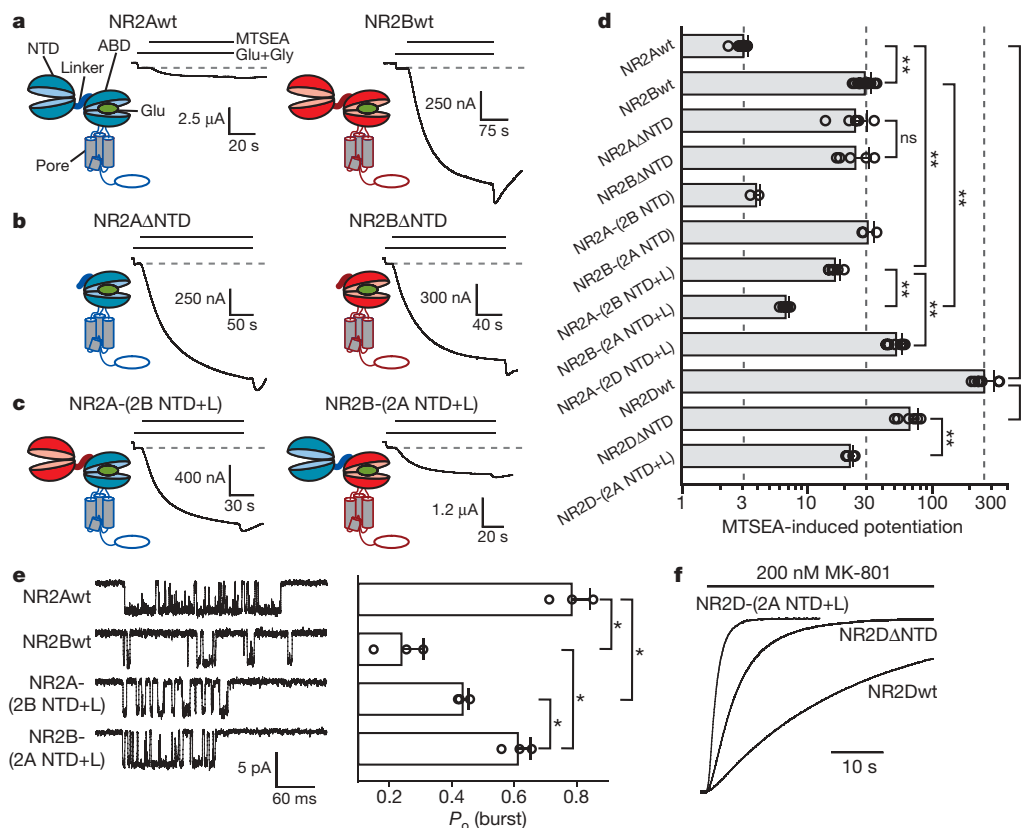 a
NR2Awt
NTD
ABD
Linker
Glu
Pore
MTSEA
Glu+Gly
2.5 µA
20 s
NR2Bwt
250 nA
75 s
b
NR2AΔNTD
250 nA
50 s
NR2BΔNTD
300 nA
40 s
c
NR2A-(2B NTD+L)
400 nA
30 s
NR2B-(2A NTD+L)
1.2 µA
20 s
d
NR2Awt
NR2Bwt
NR2AΔNTD
NR2BΔNTD
NR2A-(2B NTD)
NR2B-(2A NTD)
NR2A-(2B NTD+L)
NR2B-(2A NTD+L)
NR2A-(2D NTD+L)
NR2Dwt
NR2DΔNTD
NR2D-(2A NTD+L)
**
ns
**
**
**
**
**
1 3 10 30 100 300
MTSEA-induced potentiation
e
NR2Awt
NR2Bwt
NR2A-
(2B NTD+L)
NR2B-
(2A NTD+L)
5 pA
60 ms
*
*
*
*
0.2 0.4 0.6 0.8
Po (burst)
f
200 nM MK-801
NR2D-(2A NTD+L)
NR2DΔNTD
NR2Dwt
10 s